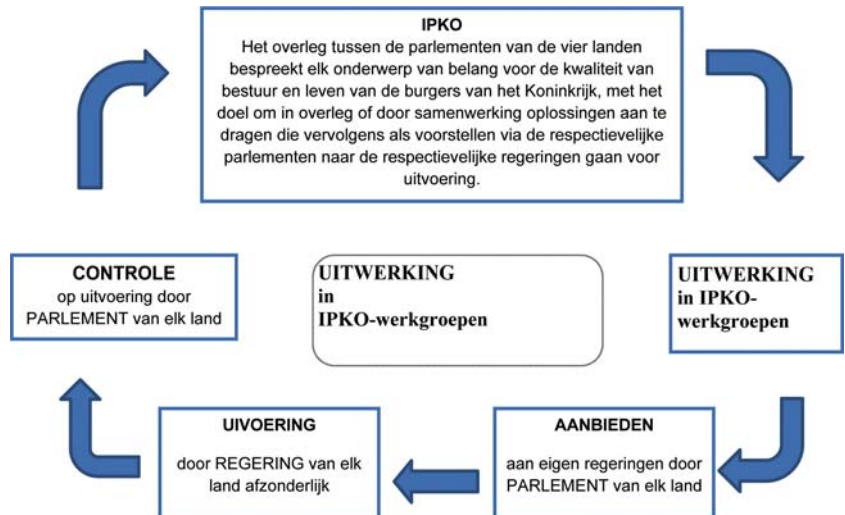 IPKO
Het overleg tussen de parlementen van de vier landen
bespreekt elk onderwerp van belang voor de kwaliteit van
bestuur en leven van de burgers van het Koninkrijk, met het
doel om in overleg of door samenwerking oplossingen aan te
dragen die vervolgens als voorstellen via de respectievelijke
parlementen naar de respectievelijke regeringen gaan voor
uitvoering.
CONTROLE
op uitvoering door
PARLEMENT van elk land
UITWERKING
in
IPKO-werkgroepen
UITWERKING
in IPKO-
werkgroepen
UIVOERING
door REGERING van elk
land afzonderlijk
AANBIEDEN
aan eigen regeringen door
PARLEMENT van elk land